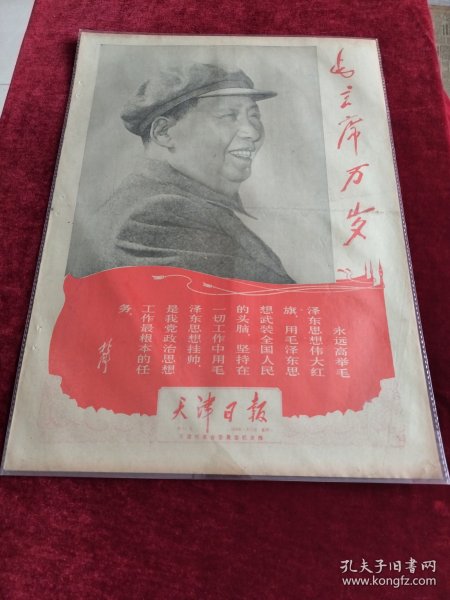 毛主席万岁
永远高举毛
泽东思想伟大红
旗，用毛泽东思
想武装全国人民
的头脑，坚持在
一切工作中用毛
泽东思想挂帅，
是我党政治思想
工作最根本的任
务。
天津日报
孔夫子旧书网
www.kongfz.com